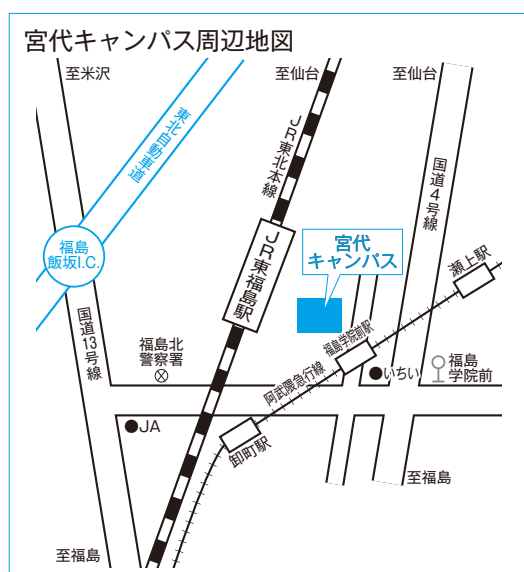 宮代キャンパス周辺地図
至米沢
至仙台
至仙台
東北自動車道
JR東北本線
国道4号線
福島
飯坂I.C.
宮代
キャンパス
JR東福島駅
瀬上駅
国道13号線
福島北
警察署
福島学院前駅
いちい
福島
学院前
阿武隈急行線
JA
卸町駅
至福島
至福島